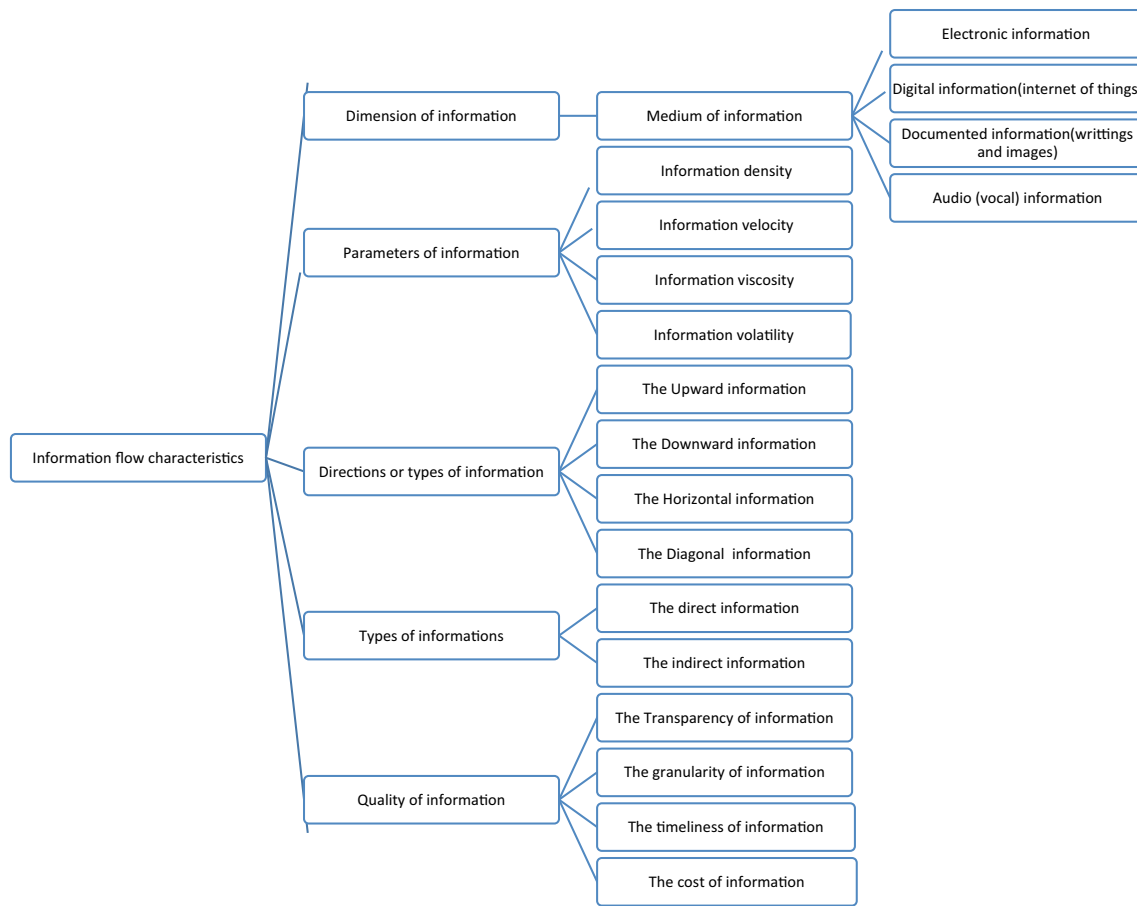 Electronic information
Digital information(internet of things
Documented information(writtings
and images)
Audio (vocal) information
Dimension of information
Medium of information
Information density
Information velocity
Parameters of information
Information viscosity
Information volatility
The Upward information
The Downward information
Information flow characteristics
Directions or types of information
The Horizontal information
The Diagonal  information
The direct information
Types of informations
The indirect information
The Transparency of information
The granularity of information
Quality of information
The timeliness of information
The cost of information